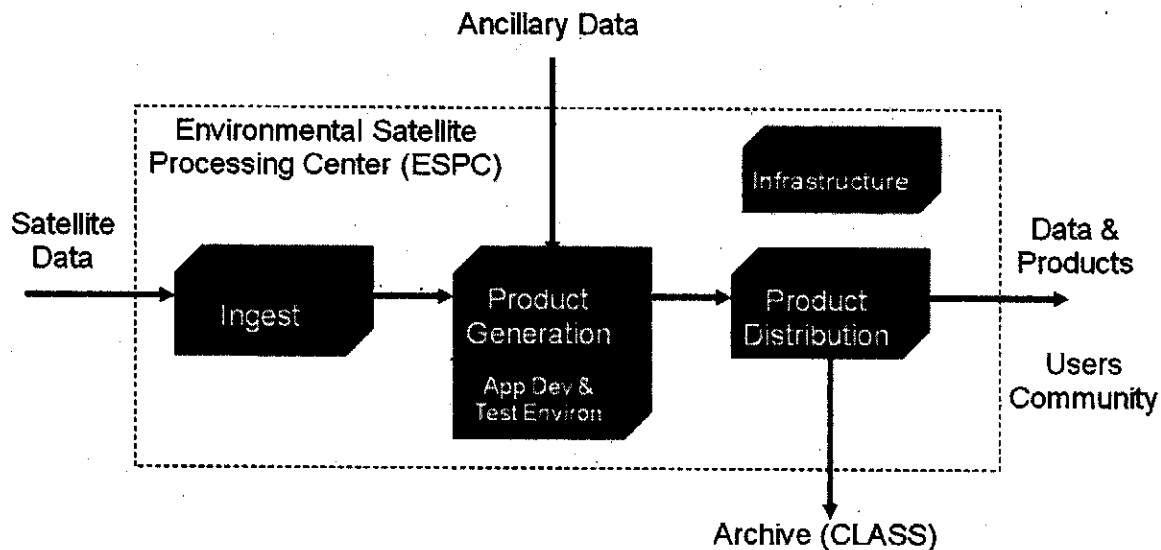 Ancillary Data
Environmental Satellite
Processing Center (ESPC)
Infrastructure
Satellite
Data
Ingest
Product
Generation
App Dev &
Test Environ
Product
Distribution
Data &
Products
Users
Community
Archive (CLASS)